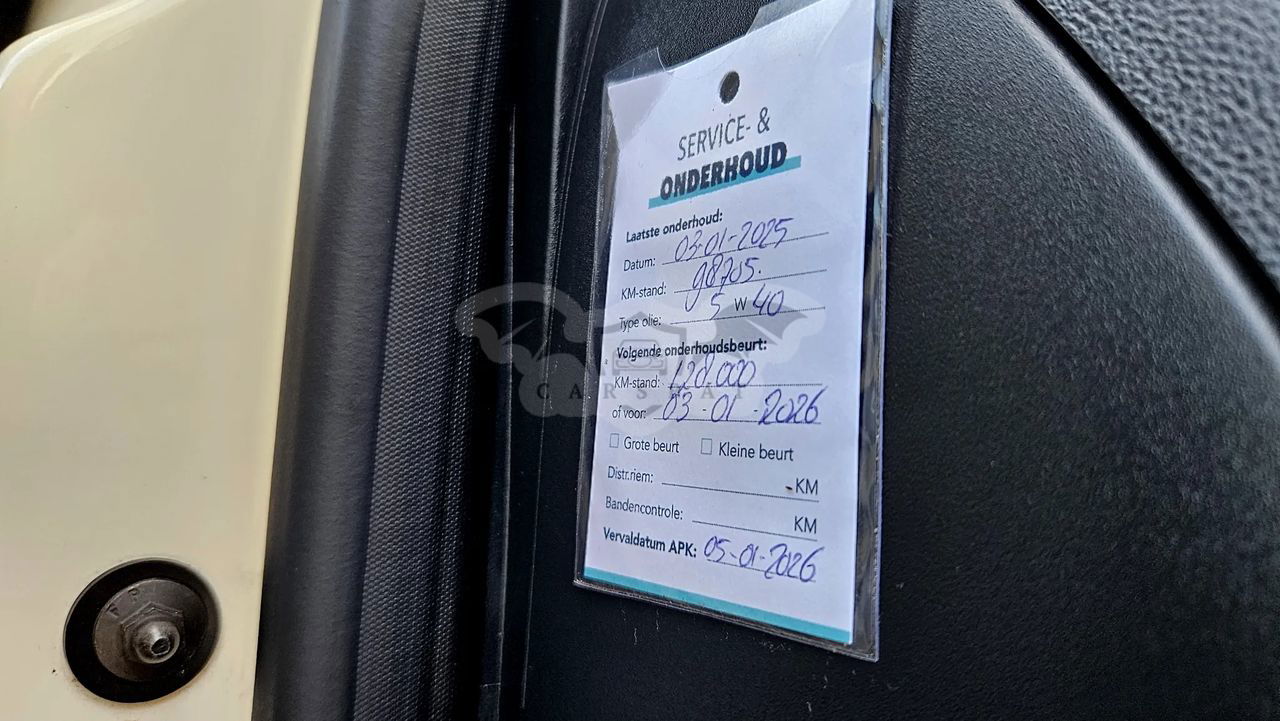 SERVICE- &
ONDERHOUD
Laatste onderhoud:
Datum: 03-01-2025
KM-stand: 98705.
Type olie: 5 W 40
Volgende onderhoudsbeurt:
KM-stand: 128.000
of voor: 03-01-2026
Grote beurt Kleine beurt
Distr.riem: KM
Bandencontrole: KM
Vervaldatum APK: 05-01-2026